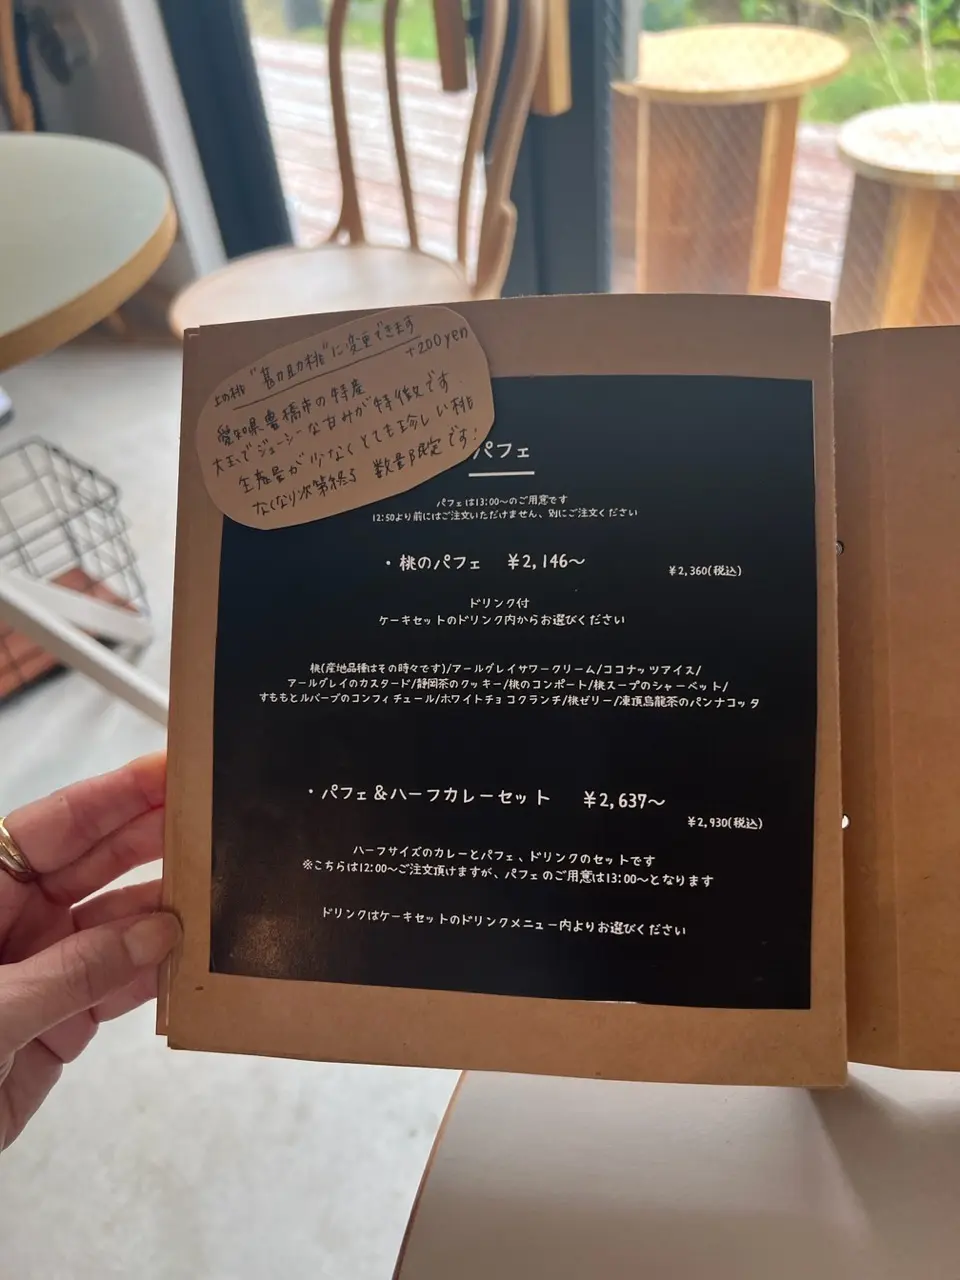 上の桃 "勘助桃"に変更できます
+200yen
愛知県豊橋市の特産
大玉でジューシーな甘みが特徴です。
生産量が少なくとても珍しい桃
なくなり次第終了 数量限定です!
パフェ
パフェは13:00〜のご用意です
12:50より前にはご注文いただけません、別にご注文ください
・桃のパフェ ¥2,146〜
¥2,360(税込)
ドリンク付
ケーキセットのドリンク内からお選びください
桃(産地品種はその時々です)/アールグレイサワークリーム/ココナッツアイス/
アールグレイのカスタード/静岡茶のクッキー/桃のコンポート/桃スープのシャーベット/
すももとルバーブのコンフィチュール/ホワイトチョコクランチ/桃ゼリー/凍頂烏龍茶のパンナコッタ
・パフェ&ハーフカレーセット ¥2,637〜
¥2,930(税込)
ハーフサイズのカレーとパフェ、ドリンクのセットです
※こちらは12:00〜ご注文頂けますが、パフェのご用意は13:00〜となります
ドリンクはケーキセットのドリンクメニュー内よりお選びください